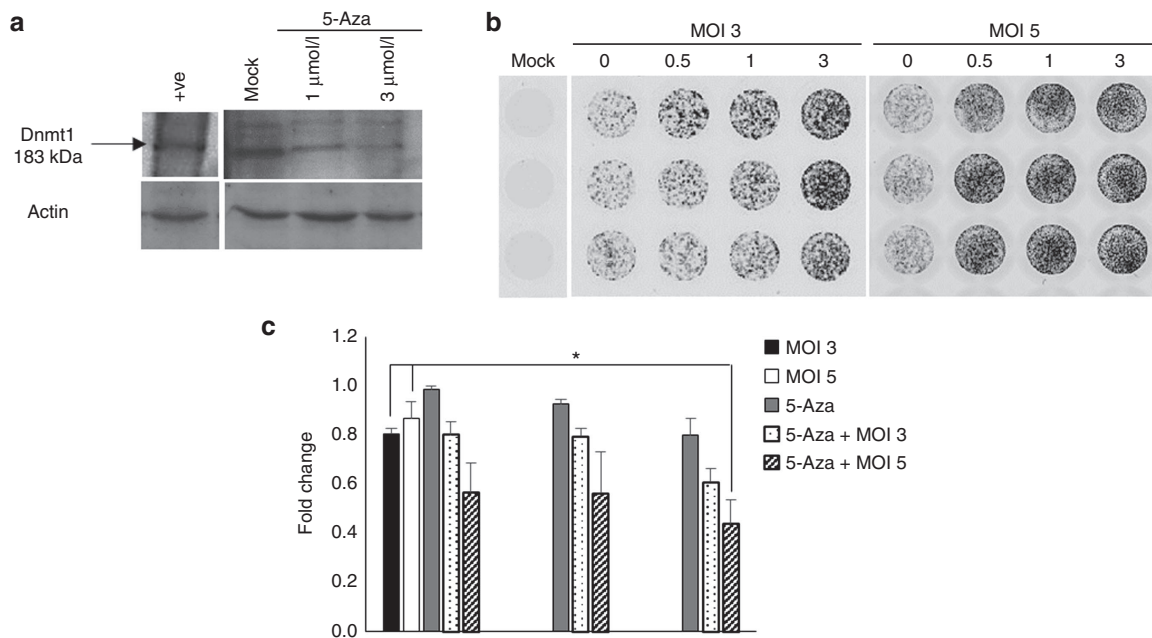 a
5-Aza
+ve
Mock
1 μmol/l
3 μmol/l
Dnmt1
183 kDa
Actin
b
MOI 3
MOI 5
Mock
0
0.5
1
3
0
0.5
1
3
c
1.2
1.0
0.8
0.6
0.4
0.2
0.0
Fold change
*
MOI 3
MOI 5
5-Aza
5-Aza + MOI 3
5-Aza + MOI 5